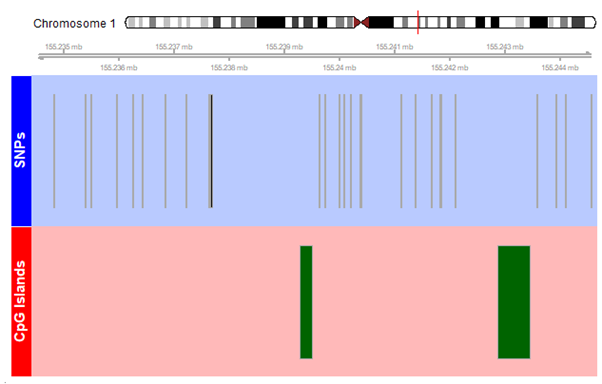 Chromosome 1
155.235 mb 155.237 mb 155.239 mb 155.241 mb 155.243 mb
155.236 mb 155.238 mb 155.24 mb 155.242 mb 155.244 mb
SNPs
CpG Islands